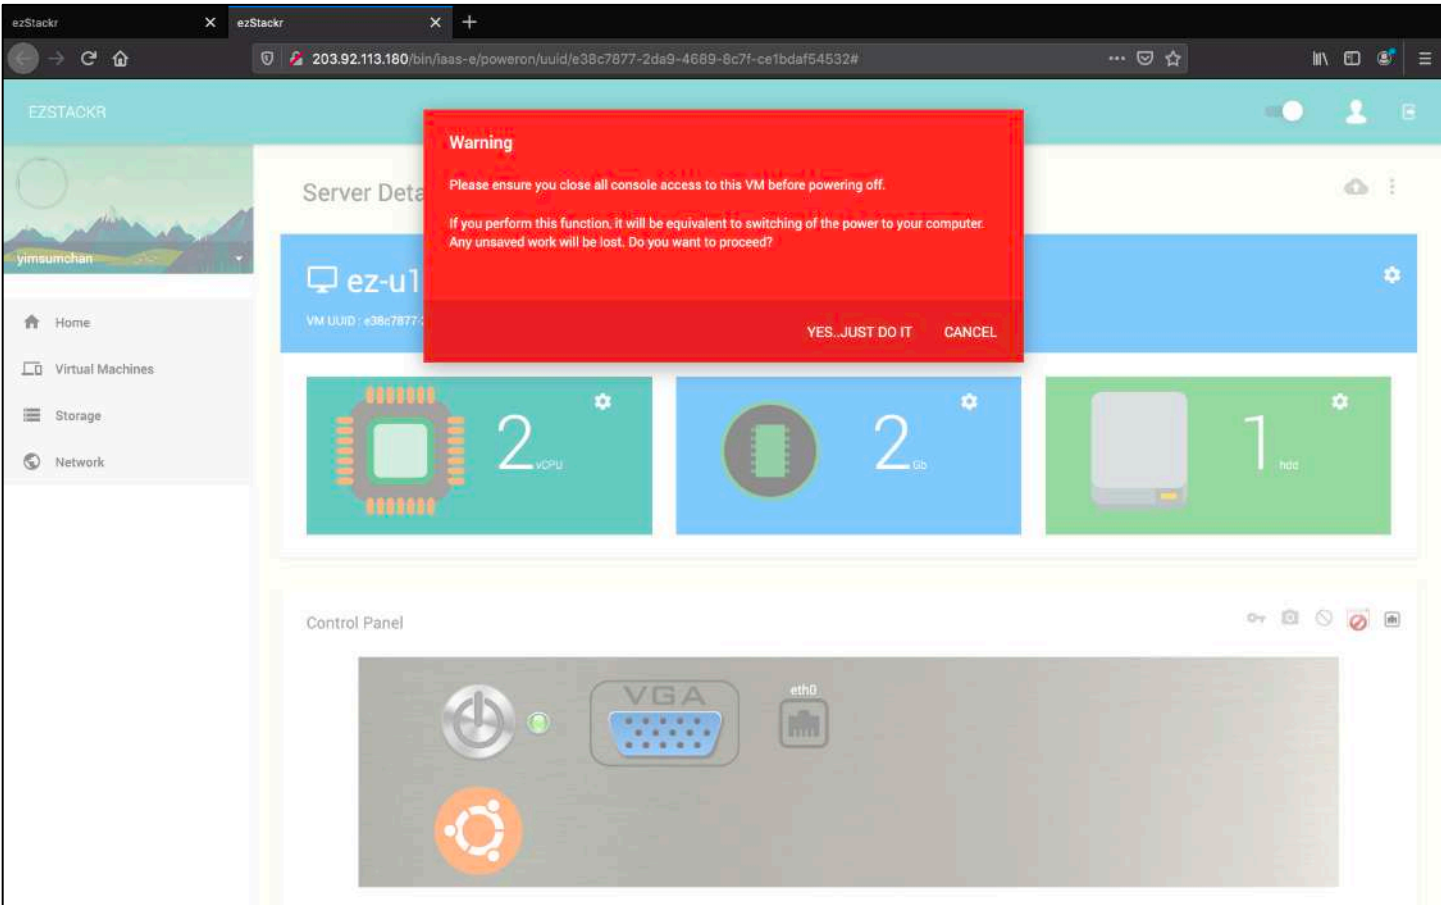 ezStackr
ezStackr
203.92.113.180/bin/iaas-e/poweron/uuid/e38c7877-2da9-4689-8c7f-ce1bdaf54532#
EZSTACKR
Warning
Please ensure you close all console access to this VM before powering off.
If you perform this function, it will be equivalent to switching of the power to your computer.
Any unsaved work will be lost. Do you want to proceed?
YES..JUST DO IT CANCEL
yimsumchan
Home
Virtual Machines
Storage
Network
Server Deta
ez-u1
VM UUID : e38c7877-2
2 vCPU
2 Gb
1 hdd
Control Panel
VGA
eth0